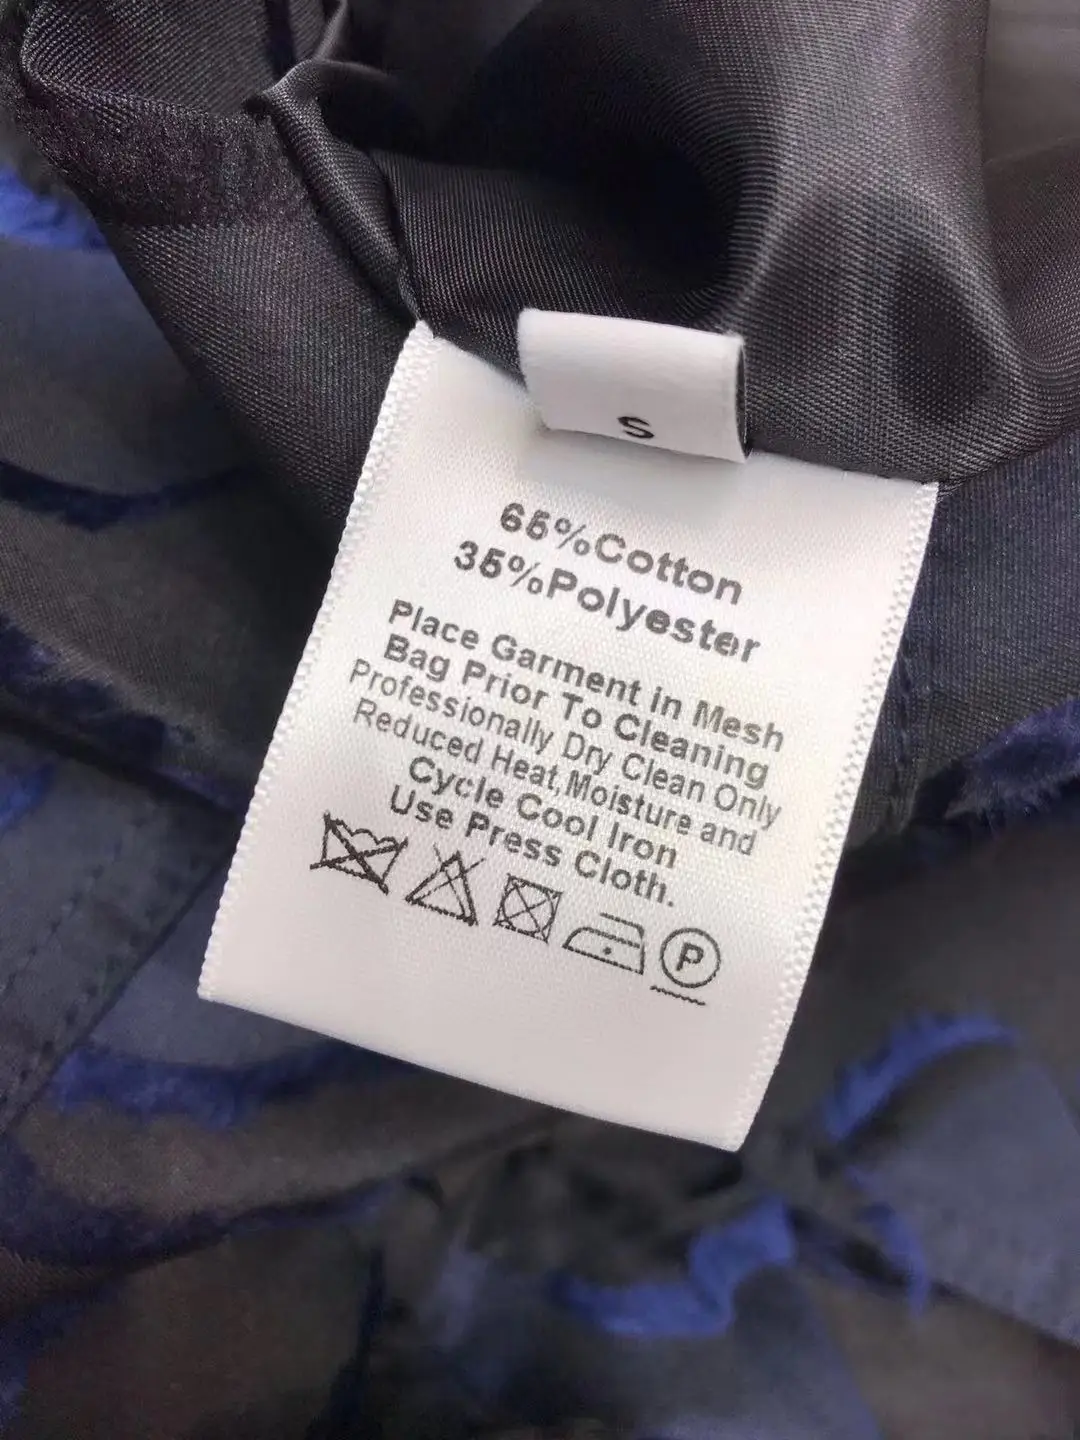 S
65%Cotton
35%Polyester
Place Garment in Mesh
Bag Prior To Cleaning
Professionally Dry Clean Only
Reduced Heat,Moisture and
Cycle Cool Iron
Use Press Cloth.
P